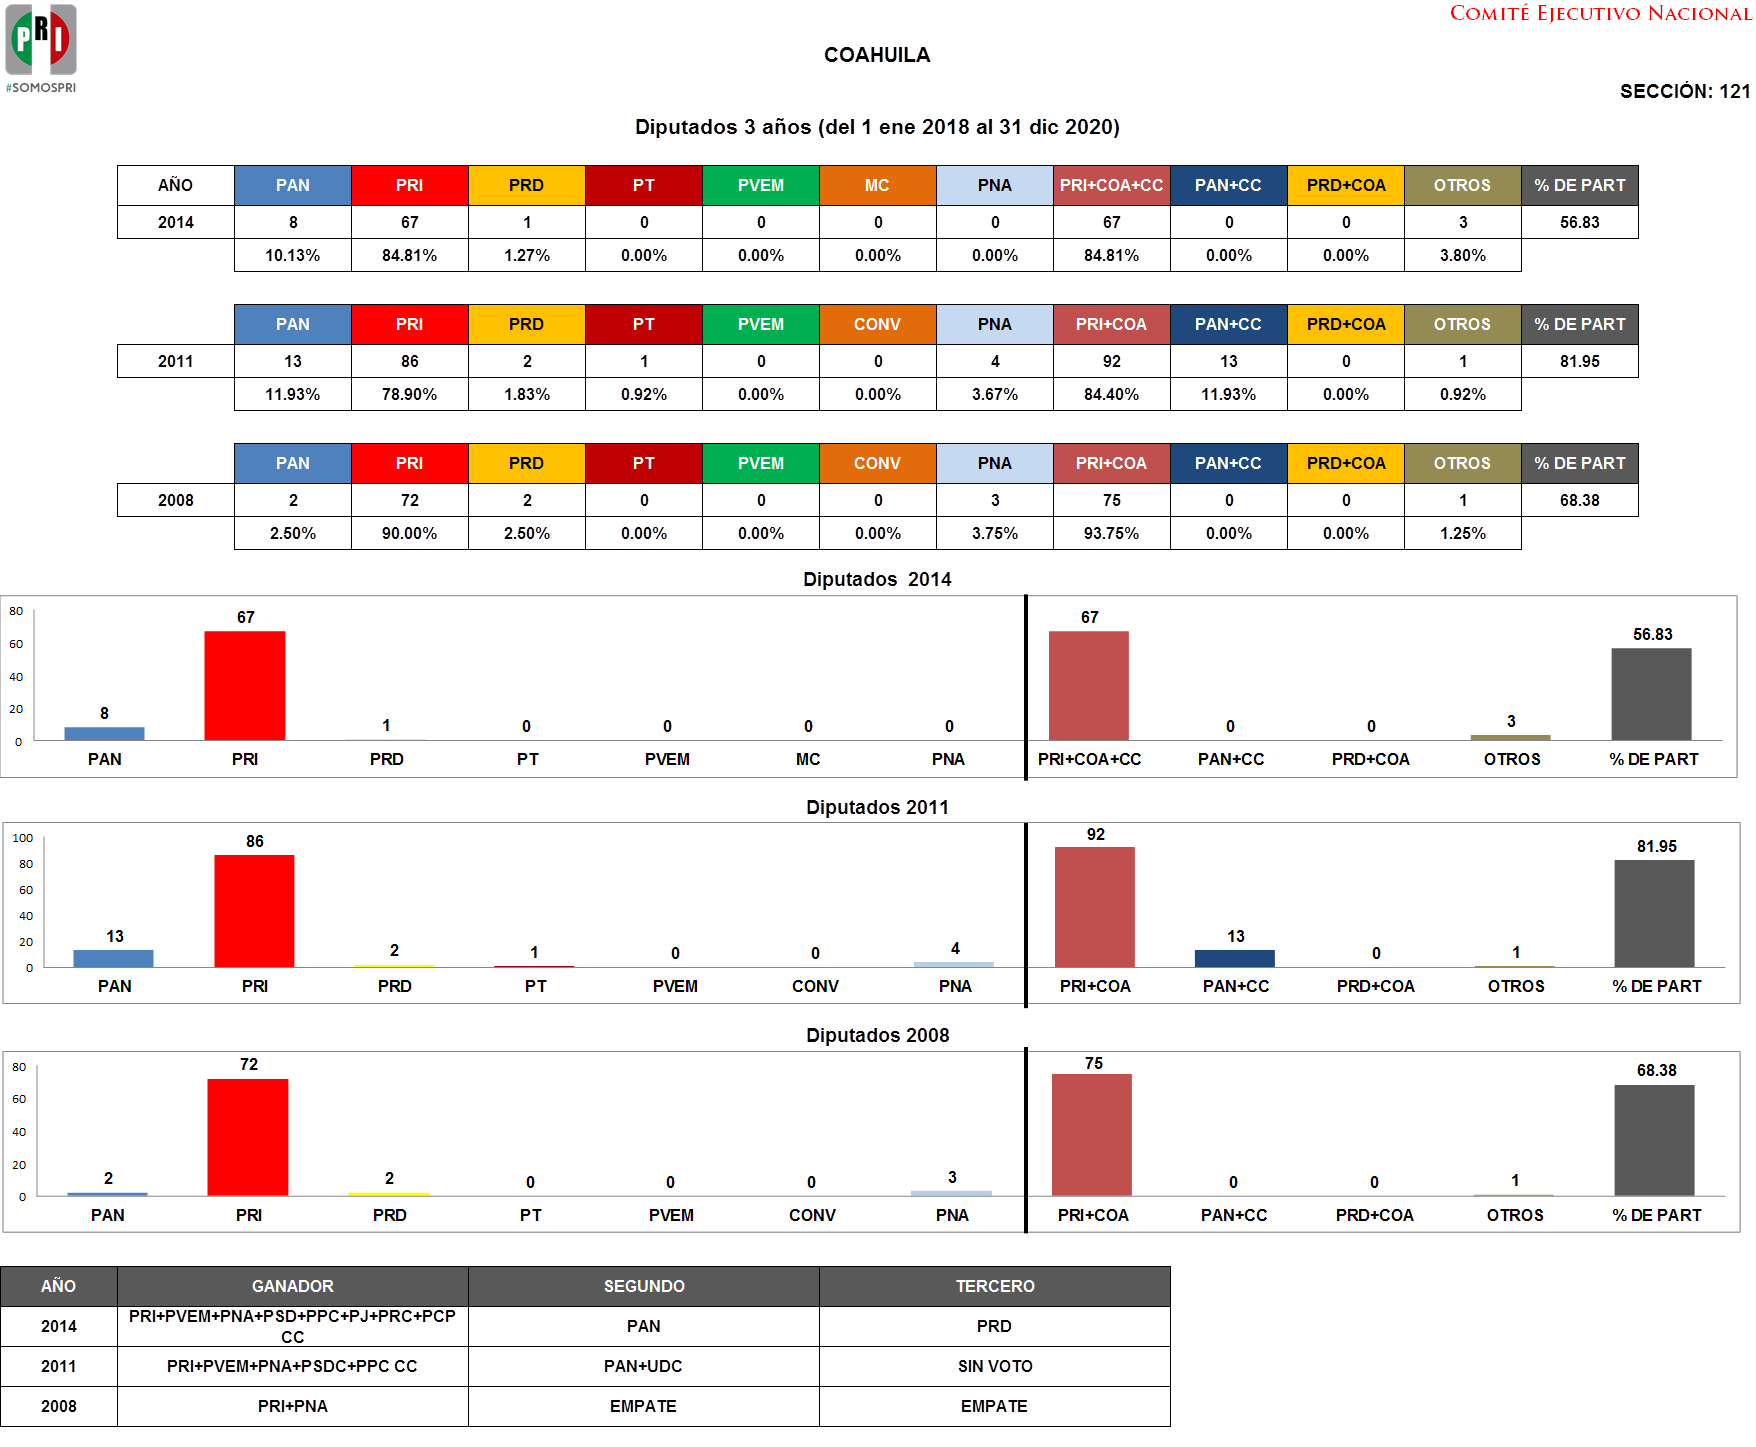 PRI
#SOMOSPRI
COMITÉ EJECUTIVO NACIONAL
COAHUILA
SECCIÓN: 121
Diputados 3 años (del 1 ene 2018 al 31 dic 2020)
AÑO PAN PRI PRD PT PVEM MC PNA PRI+COA+CC PAN+CC PRD+COA OTROS % DE PART
2014 8 67 1 0 0 0 0 67 0 0 3 56.83
10.13% 84.81% 1.27% 0.00% 0.00% 0.00% 0.00% 84.81% 0.00% 0.00% 3.80%
PAN PRI PRD PT PVEM CONV PNA PRI+COA PAN+CC PRD+COA OTROS % DE PART
2011 13 86 2 1 0 0 4 92 13 0 1 81.95
11.93% 78.90% 1.83% 0.92% 0.00% 0.00% 3.67% 84.40% 11.93% 0.00% 0.92%
PAN PRI PRD PT PVEM CONV PNA PRI+COA PAN+CC PRD+COA OTROS % DE PART
2008 2 72 2 0 0 0 3 75 0 0 1 68.38
2.50% 90.00% 2.50% 0.00% 0.00% 0.00% 3.75% 93.75% 0.00% 0.00% 1.25%
Diputados 2014
80
60
40
20
0
8 67 1 0 0 0 0 67 0 0 3 56.83
PAN PRI PRD PT PVEM MC PNA PRI+COA+CC PAN+CC PRD+COA OTROS % DE PART
Diputados 2011
100
80
60
40
20
0
13 86 2 1 0 0 4 92 13 0 1 81.95
PAN PRI PRD PT PVEM CONV PNA PRI+COA PAN+CC PRD+COA OTROS % DE PART
Diputados 2008
80
60
40
20
0
2 72 2 0 0 0 3 75 0 0 1 68.38
PAN PRI PRD PT PVEM CONV PNA PRI+COA PAN+CC PRD+COA OTROS % DE PART
AÑO GANADOR SEGUNDO TERCERO
2014 PRI+PVEM+PNA+PSD+PPC+PJ+PRC+PCP CC PAN PRD
2011 PRI+PVEM+PNA+PSDC+PPC CC PAN+UDC SIN VOTO
2008 PRI+PNA EMPATE EMPATE